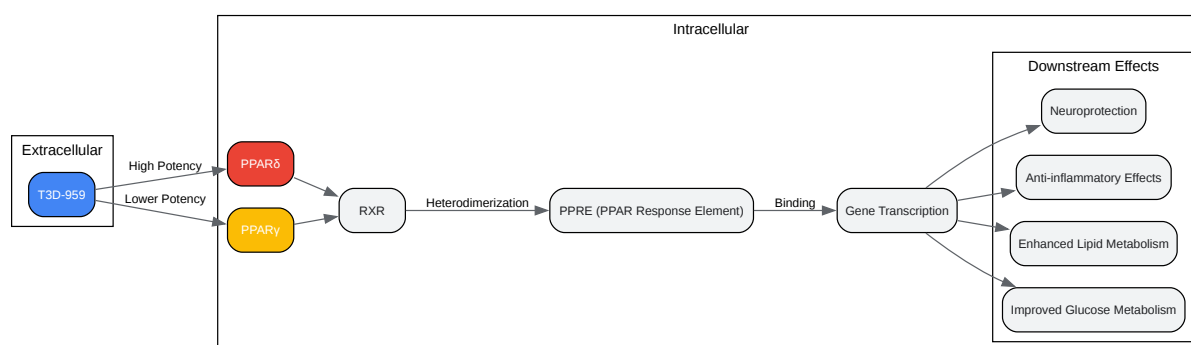 Intracellular
Downstream Effects
Neuroprotection
Extracellular
High Potency
PPARδ
T3D-959
Anti-inflammatory Effects
Lower Potency
RXR
Heterodimerization
PPRE (PPAR Response Element)
Binding
Gene Transcription
PPARγ
Enhanced Lipid Metabolism
Improved Glucose Metabolism